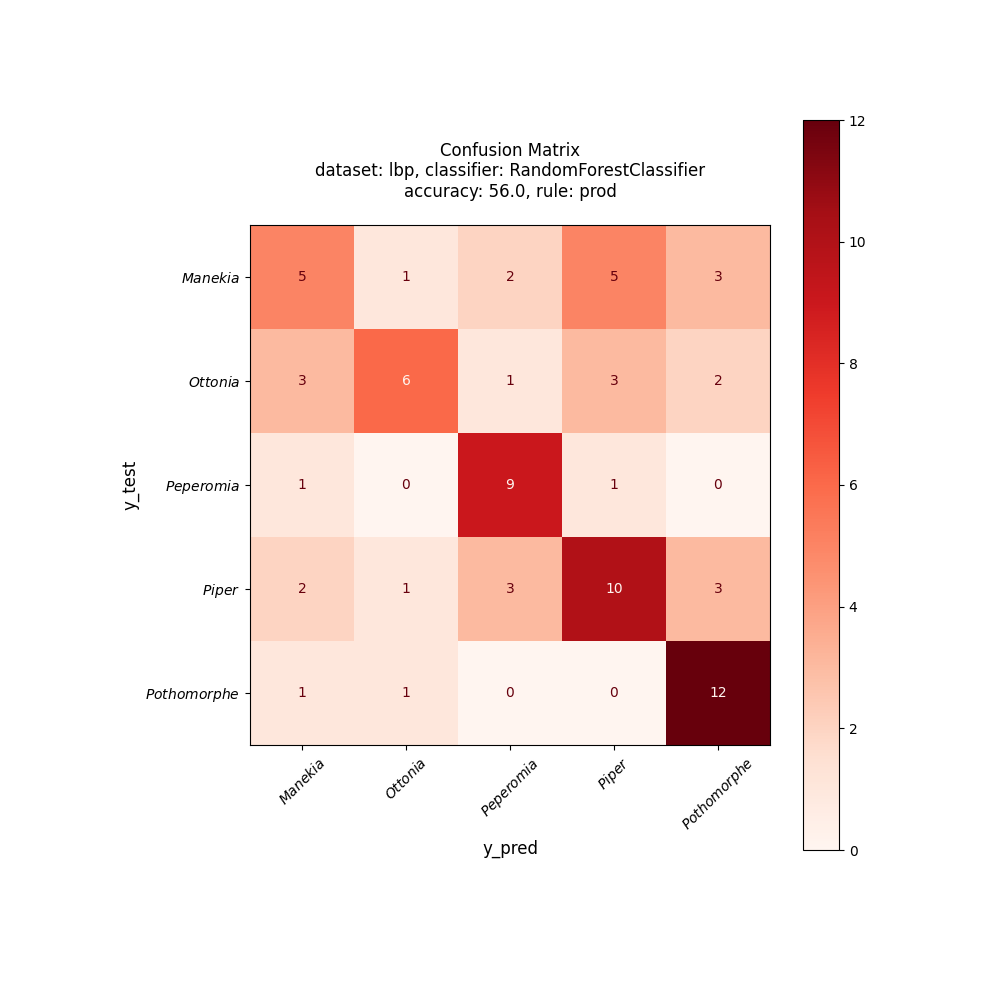 Confusion Matrix
dataset: lbp, classifier: RandomForestClassifier
accuracy: 56.0, rule: prod
y_test
Manekia 5 1 2 5 3
Ottonia 3 6 1 3 2
Peperomia 1 0 9 1 0
Piper 2 1 3 10 3
Pothomorphe 1 1 0 0 12
Manekia Ottonia Peperomia Piper Pothomorphe
y_pred
12
10
8
6
4
2
0